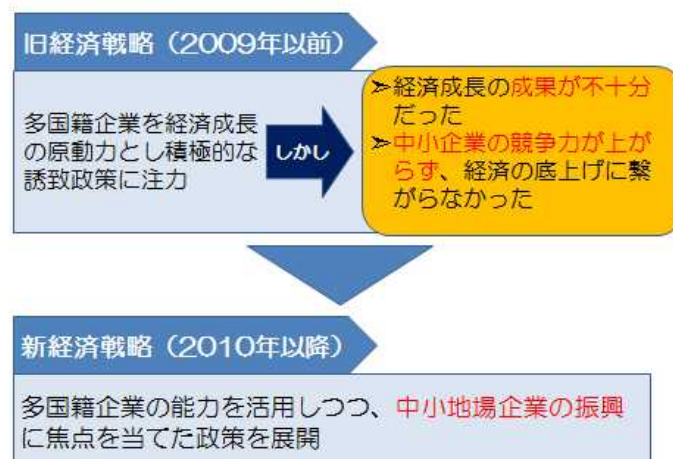 旧経済戦略（2009年以前）
多国籍企業を経済成長
の原動力とし積極的な
誘致政策に注力
しかし
➢経済成長の成果が不十分
だった
➢中小企業の競争力が上が
らず、経済の底上げに繋
がらなかった
新経済戦略（2010年以降）
多国籍企業の能力を活用しつつ、中小地場企業の振興
に焦点を当てた政策を展開